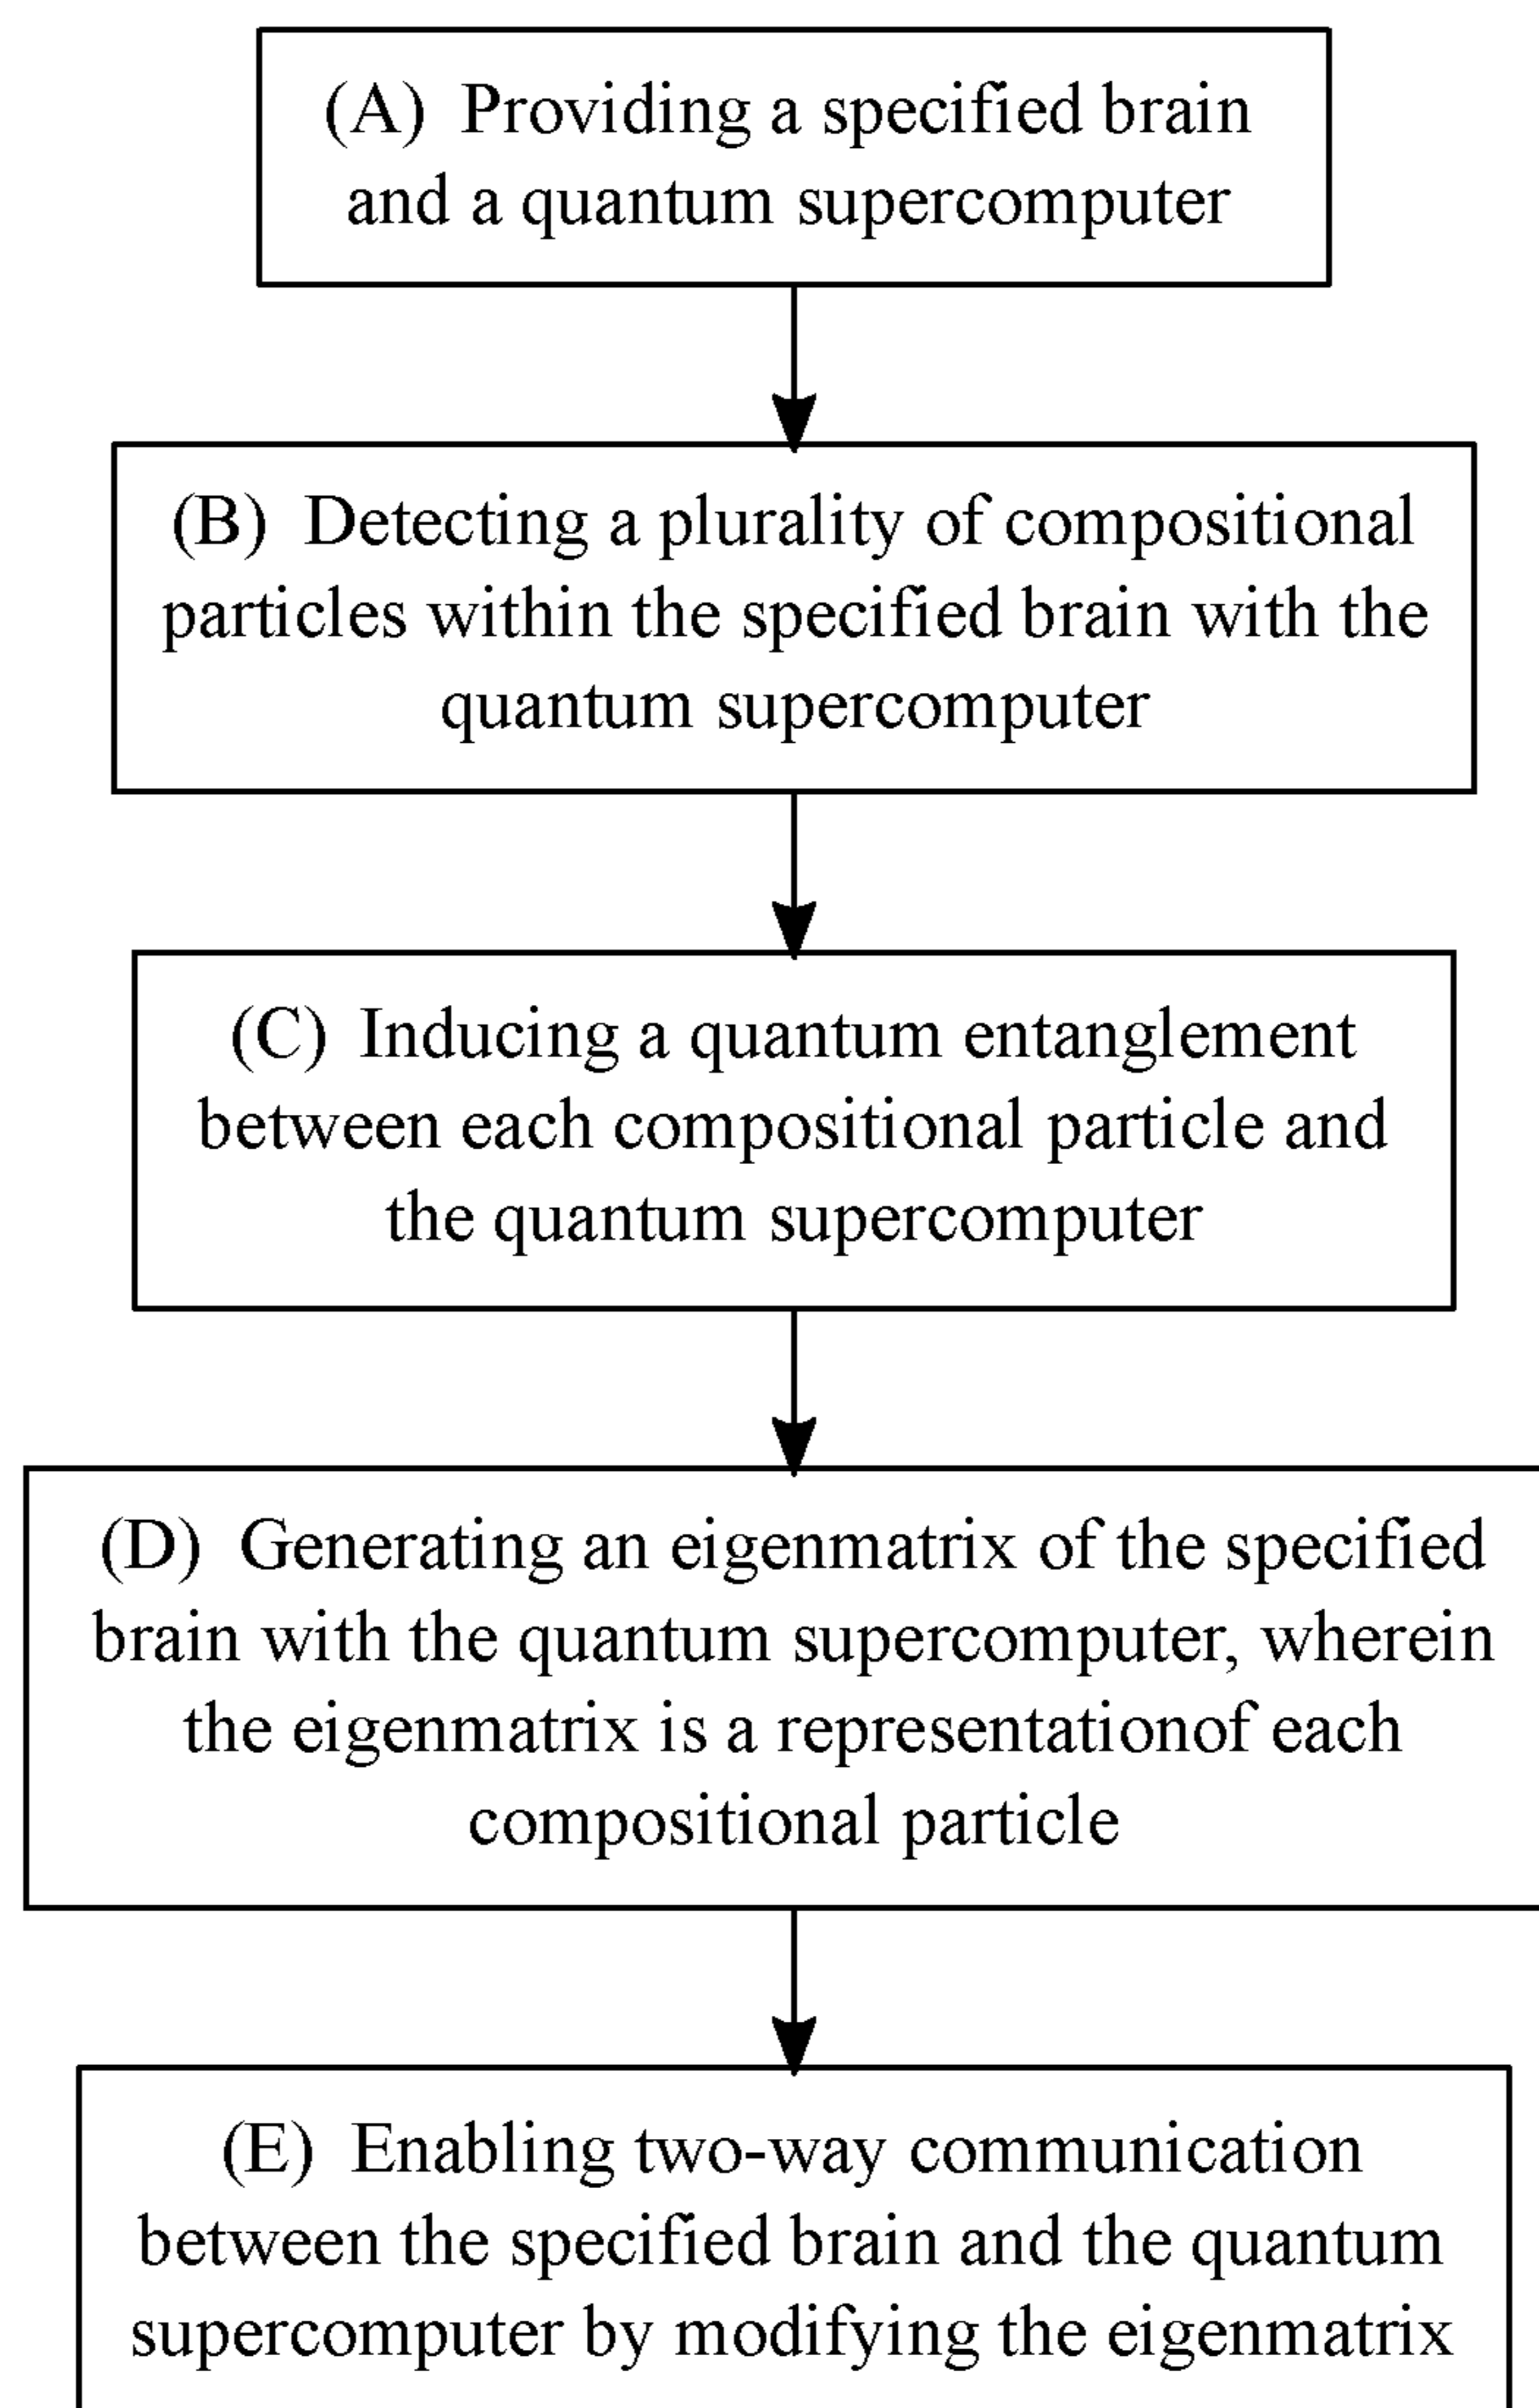 (A) Providing a specified brain
and a quantum supercomputer
(B) Detecting a plurality of compositional
particles within the specified brain with the
quantum supercomputer
(C) Inducing a quantum entanglement
between each compositional particle and
the quantum supercomputer
(D) Generating an eigenmatrix of the specified
brain with the quantum supercomputer, wherein
the eigenmatrix is a representationof each
compositional particle
(E) Enabling two-way communication
between the specified brain and the quantum
supercomputer by modifying the eigenmatrix